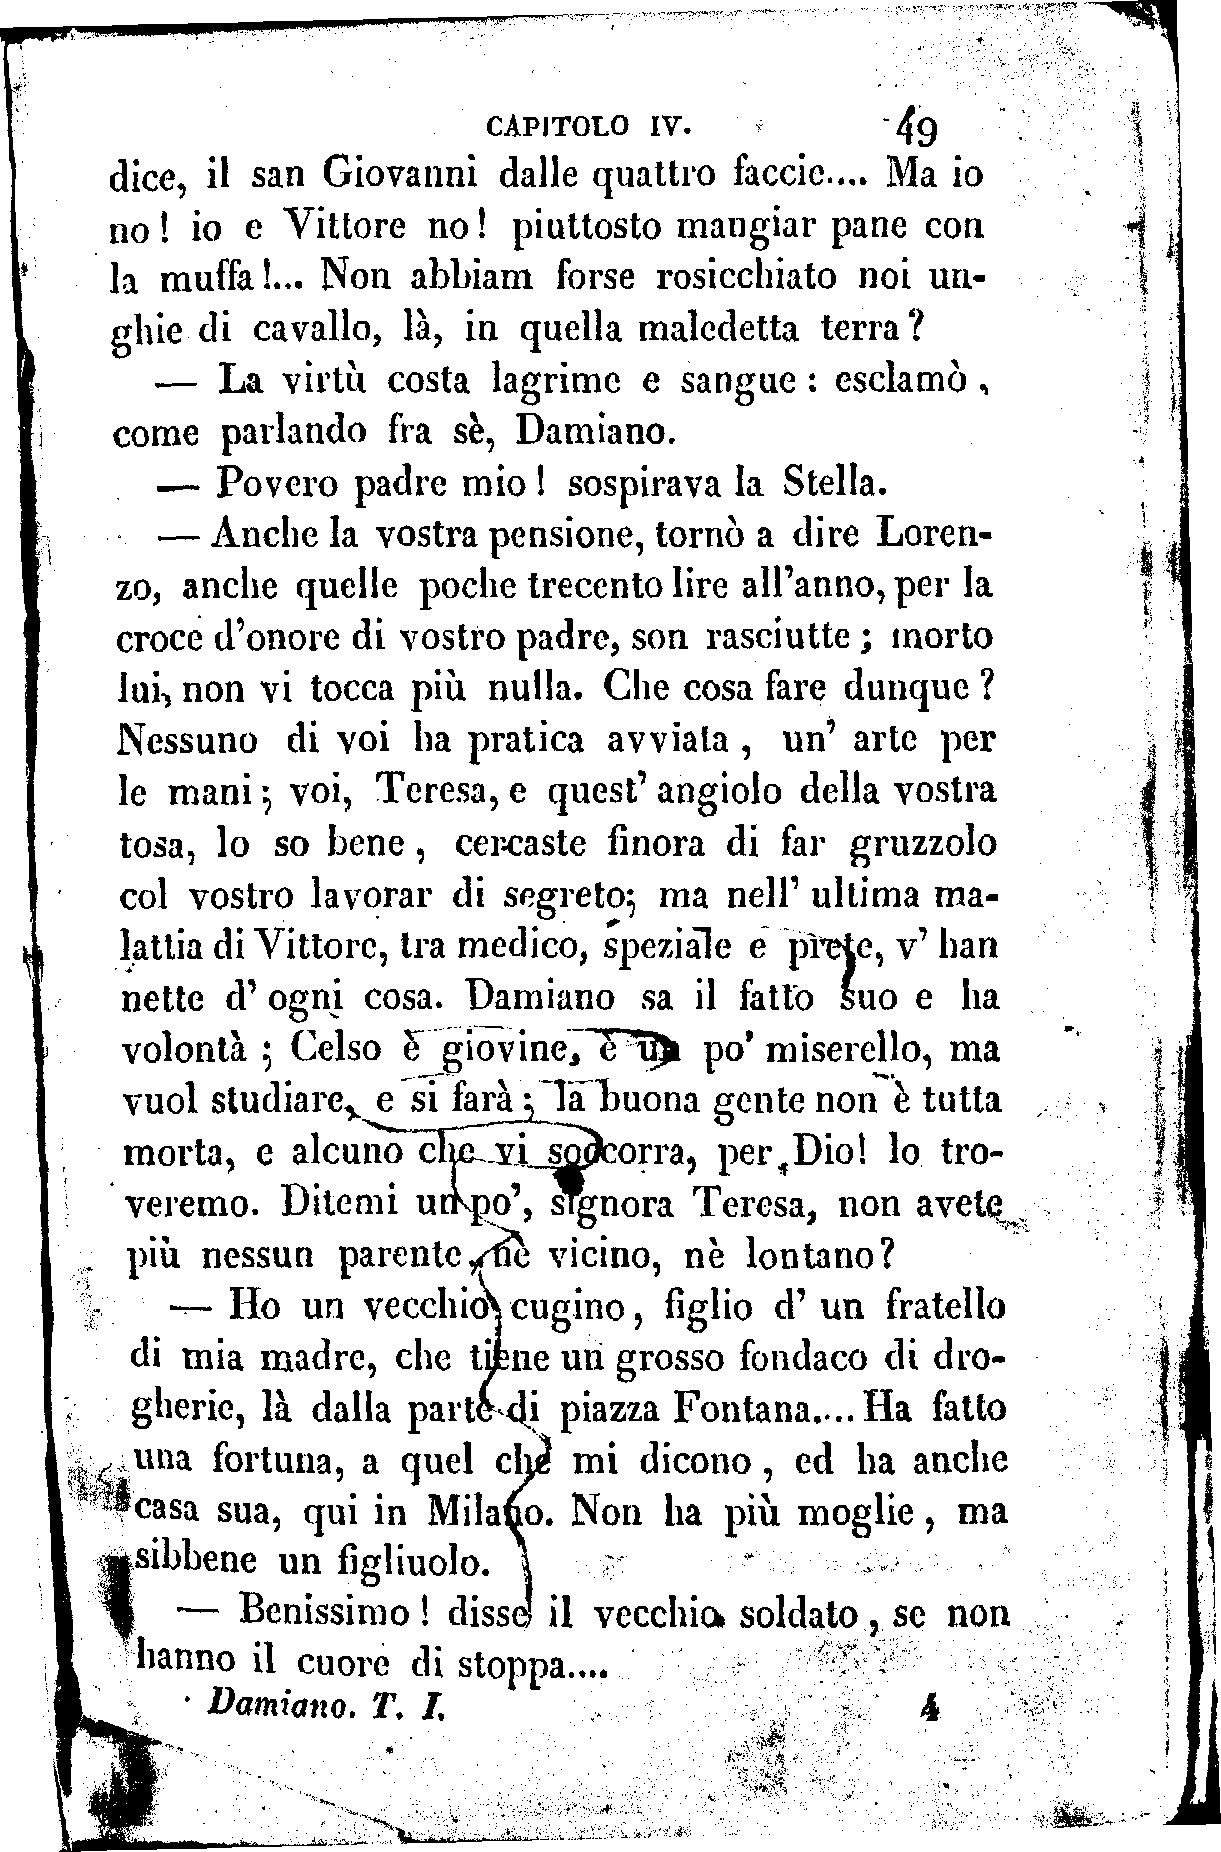 CAPITOLO IV. 49
dice, il san Giovanni dalle quattro faccie.... Ma io
no! io e Vittore no! piuttosto mangiar pane con
la muffa!... Non abbiam forse rosicchiato noi un-
ghie di cavallo, là, in quella maledetta terra?
— La virtù costa lagrime e sangue: esclamò,
come parlando fra sè, Damiano.
— Povero padre mio! sospirava la Stella.
— Anche la vostra pensione, tornò a dire Loren-
zo, anche quelle poche trecento lire all'anno, per la
croce d'onore di vostro padre, son rasciutte; morto
lui, non vi tocca più nulla. Che cosa fare dunque?
Nessuno di voi ha pratica avviata, un' arte per
le mani; voi, Teresa, e quest' angiolo della vostra
tosa, lo so bene, cercaste finora di far gruzzolo
col vostro lavorar di segreto; ma nell' ultima ma-
lattia di Vittore, tra medico, speziale e prete, v' han
nette d' ogni cosa. Damiano sa il fatto suo e ha
volontà; Celso è giovine, è un po' miserello, ma
vuol studiare, e si farà; la buona gente non è tutta
morta, e alcuno che vi soccorra, per Dio! lo tro-
veremo. Ditemi un po', signora Teresa, non avete
più nessun parente, nè vicino, nè lontano?
— Ho un vecchio cugino, figlio d' un fratello
di mia madre, che tiene un grosso fondaco di dro-
gherie, là dalla parte di piazza Fontana.... Ha fatto
una fortuna, a quel che mi dicono, ed ha anche
casa sua, qui in Milano. Non ha più moglie, ma
sibbene un figliuolo.
— Benissimo! disse il vecchio soldato, se non
hanno il cuore di stoppa....
Damiano. T. I. 4